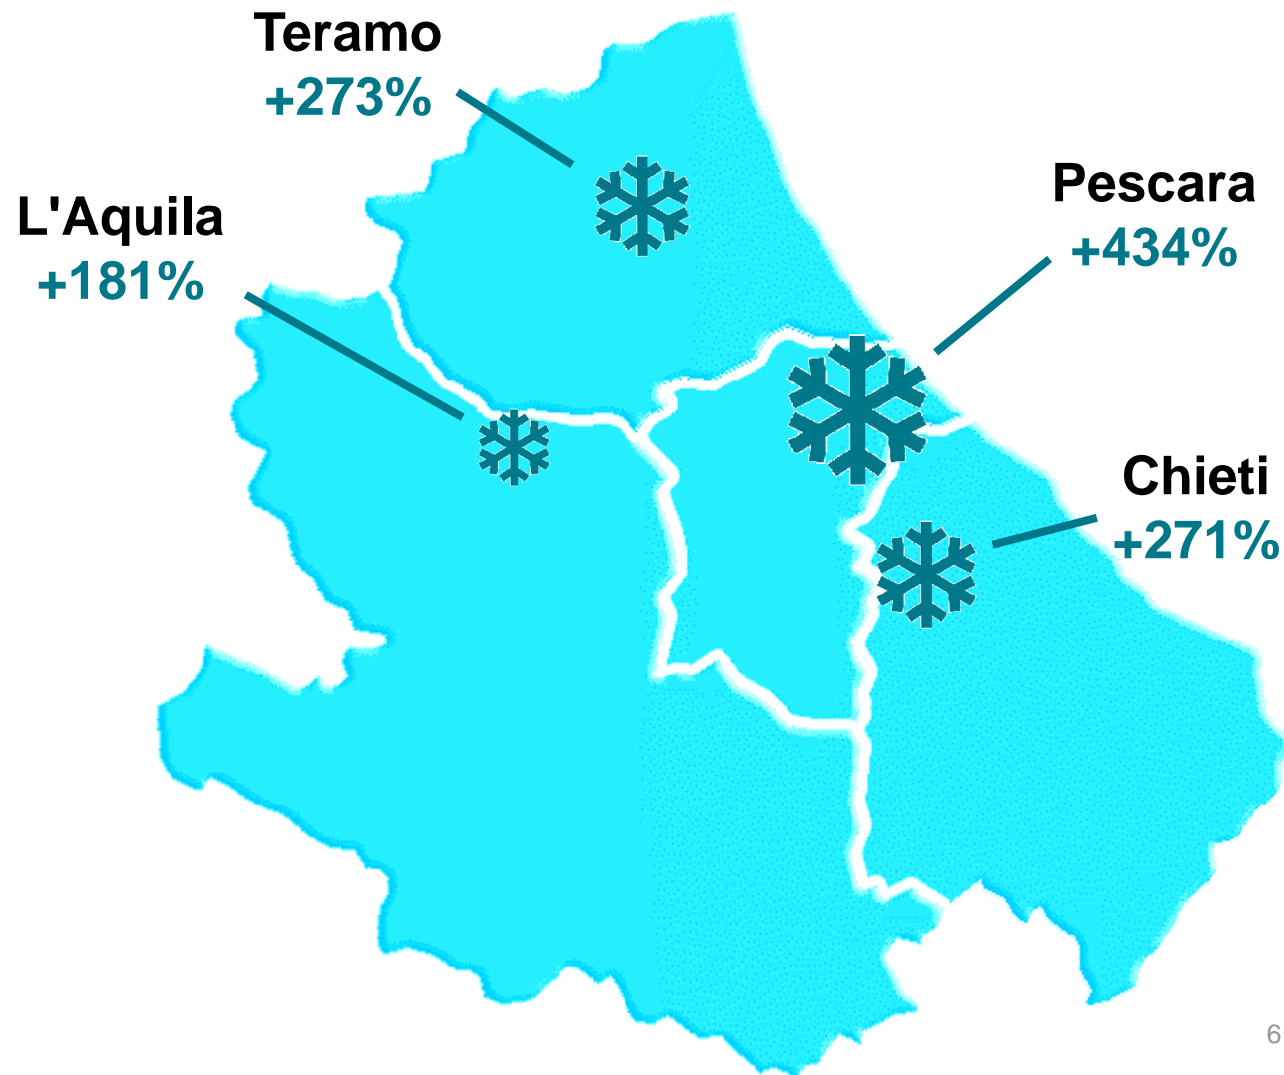 Teramo
+273%
L'Aquila
+181%
Pescara
+434%
Chieti
+271%
6